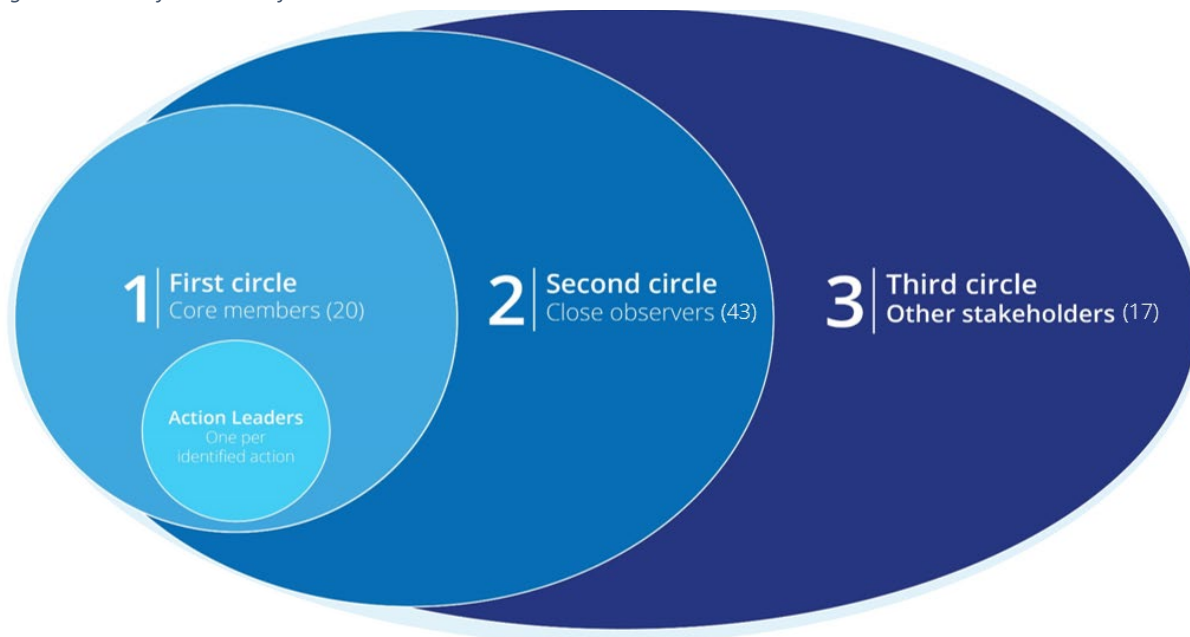 1
First circle
Core members (20)
Action Leaders
One per
identified action
2
Second circle
Close observers (43)
3
Third circle
Other stakeholders (17)